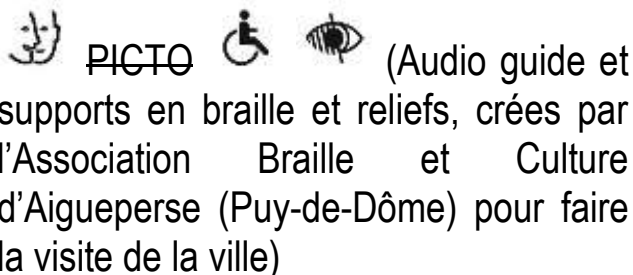 PICTO (Audio guide et
supports en braille et reliefs, crées par
l'Association Braille et Culture
d'Aigueperse (Puy-de-Dôme) pour faire
la visite de la ville)